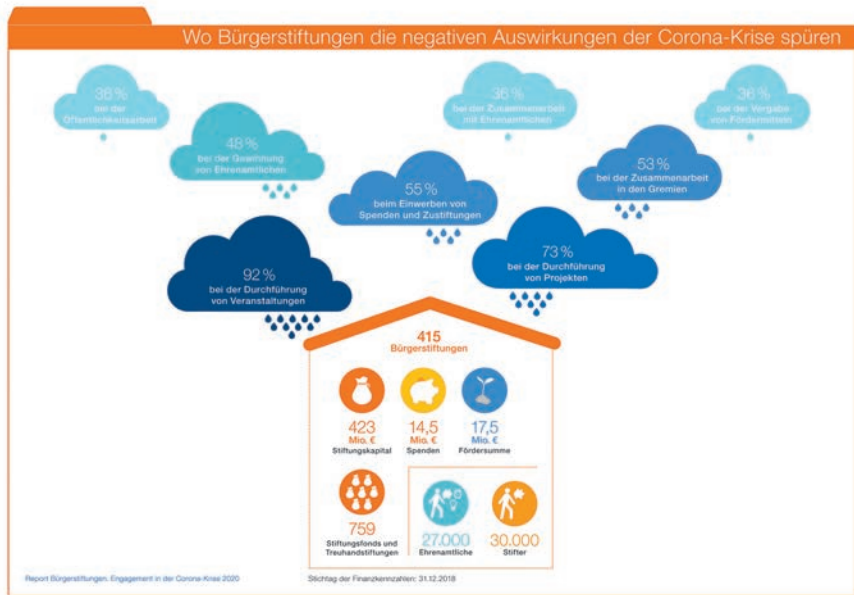 Wo Bürgerstiftungen die negativen Auswirkungen der Corona-Krise spüren
36 %
bei der
Öffentlichkeitsarbeit
48 %
bei der Gewinnung
von Ehrenamtlichen
36 %
bei der Zusammenarbeit
mit Ehrenamtlichen
36 %
bei der Vergabe
von Fördermitteln
55 %
beim Einwerben von
Spenden und Zustiftungen
53 %
bei der Zusammenarbeit
in den Gremien
92 %
bei der Durchführung
von Veranstaltungen
73 %
bei der Durchführung
von Projekten
415
Bürgerstiftungen
423
Mio. €
Stiftungskapital
14,5
Mio. €
Spenden
17,5
Mio. €
Fördersumme
759
Stiftungsfonds und
Treuhandstiftungen
27.000
Ehrenamtliche
30.000
Stifter
Report Bürgerstiftungen. Engagement in der Corona-Krise 2020
Stichtag der Finanzkennzahlen: 31.12.2018